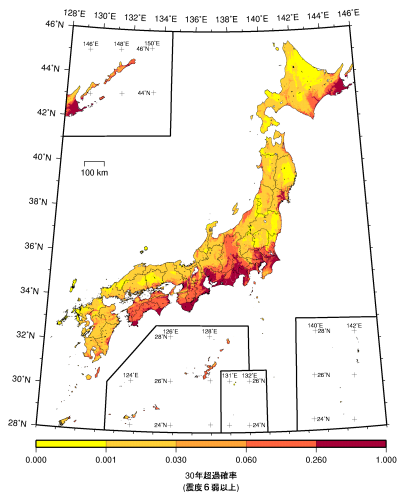 128°E 130°E 132°E 134°E 136°E 138°E 140°E 142°E 144°E 146°E
46°N
146°E 148°E 150°E
46°N
44°N
44°N
42°N
40°N
100 km
38°N
36°N
34°N
32°N
126°E 128°E
28°N
140°E 142°E
28°N
124°E
131°E 132°E
30°N
26°N
26°N
26°N
28°N
24°N
24°N
24°N
0.000 0.001 0.030 0.060 0.260 1.000
30年超過確率
(震度６弱以上)